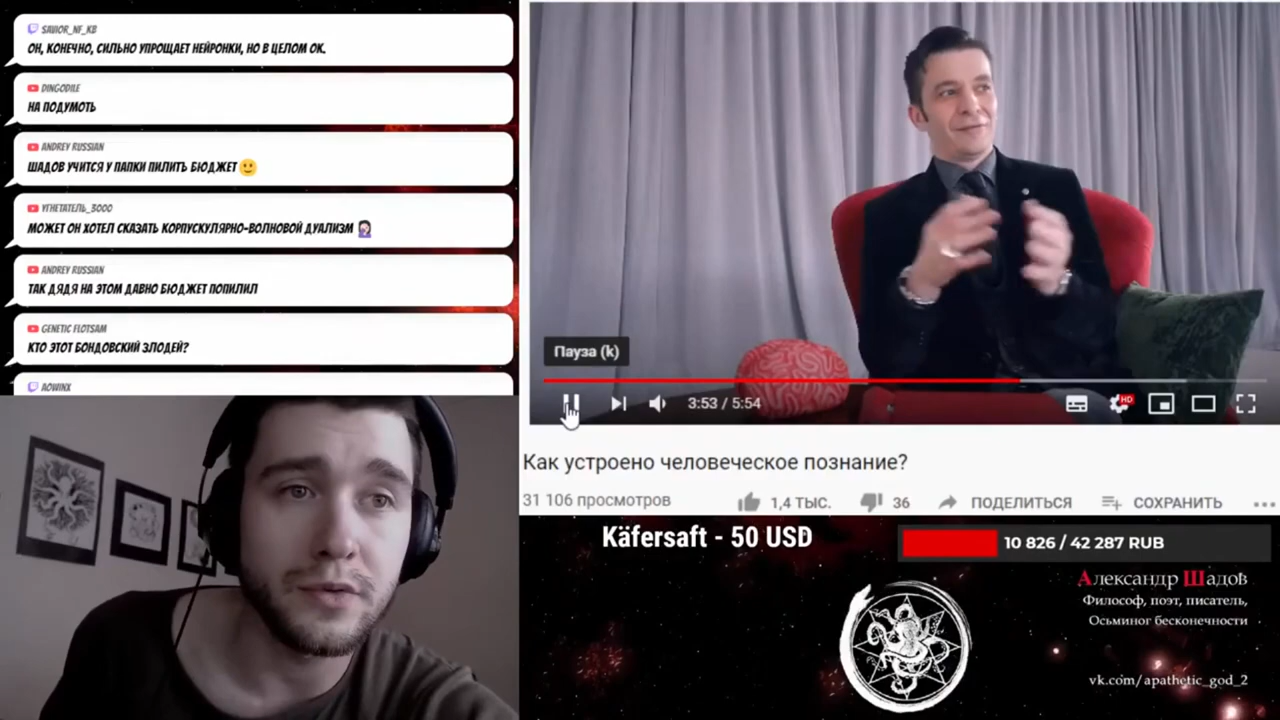 SAVIOR_NF_KB
ОН, КОНЕЧНО, СИЛЬНО УПРОЩАЕТ НЕЙРОНКИ, НО В ЦЕЛОМ ОК.
DINGODILE
НА ПОДУМОТЬ
ANDREY RUSSIAN
ШАДОВ УЧИТСЯ У ПАПКИ ПИЛИТЬ БЮДЖЕТ🙂
УГНЕТАТЕЛЬ_3000
МОЖЕТ ОН ХОТЕЛ СКАЗАТЬ КОРПУСКУЛЯРНО-ВОЛНОВОЙ ДУАЛИЗМ 🤦🏻‍♀️
ANDREY RUSSIAN
ТАК ДЯДЯ НА ЭТОМ ДАВНО БЮДЖЕТ ПОПИЛИЛ
GENETIC FLOTSAM
КТО ЭТОТ БОНДОВСКИЙ ЗЛОДЕЙ?
AOWINX
Пауза (k)
3:53 / 5:54
HD
Как устроено человеческое познание?
31 106 просмотров
1,4 ТЫС.
36
ПОДЕЛИТЬСЯ
СОХРАНИТЬ
Käfersaft - 50 USD
10 826 / 42 287 RUB
Александр Шадов
Философ, поэт, писатель,
Осьминог бесконечности
vk.com/apathetic_god_2